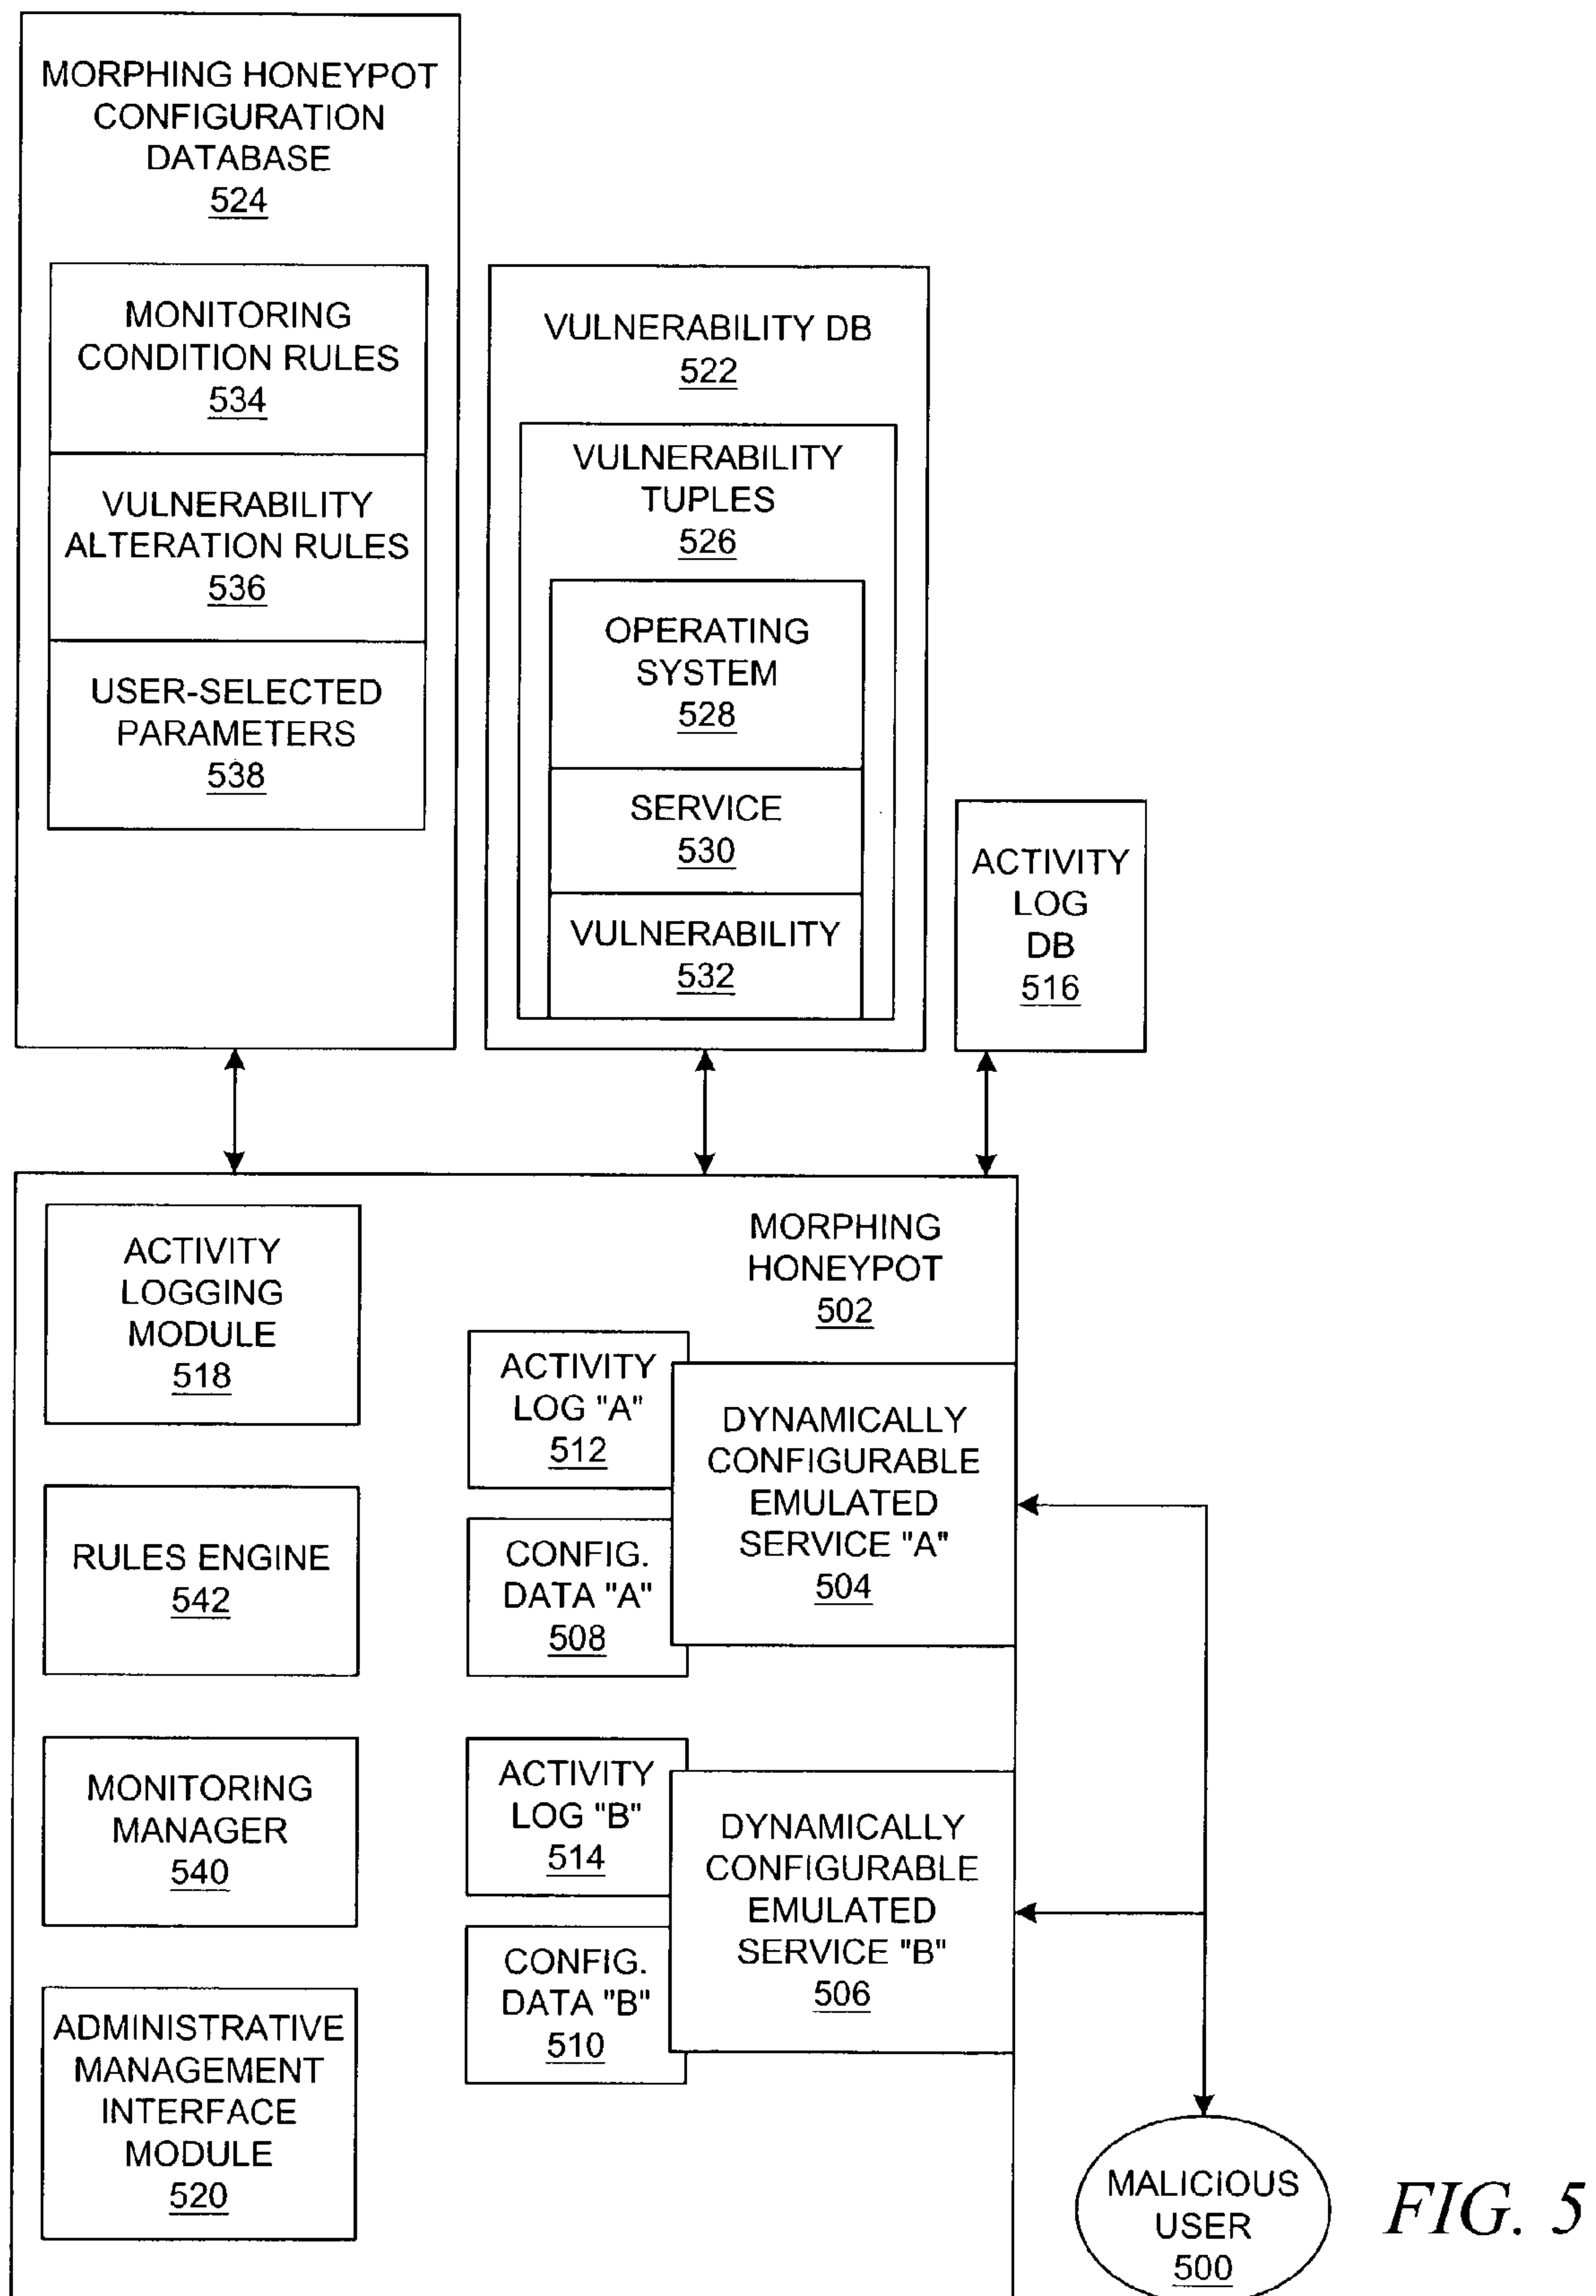 MORPHING HONEYPOT
CONFIGURATION
DATABASE
524
MONITORING
CONDITION RULES
534
VULNERABILITY
ALTERATION RULES
536
USER-SELECTED
PARAMETERS
538
VULNERABILITY DB
522
VULNERABILITY
TUPLES
526
OPERATING
SYSTEM
528
SERVICE
530
VULNERABILITY
532
ACTIVITY
LOG
DB
516
MORPHING
HONEYPOT
502
ACTIVITY
LOGGING
MODULE
518
RULES ENGINE
542
MONITORING
MANAGER
540
ADMINISTRATIVE
MANAGEMENT
INTERFACE
MODULE
520
ACTIVITY
LOG "A"
512
CONFIG.
DATA "A"
508
DYNAMICALLY
CONFIGURABLE
EMULATED
SERVICE "A"
504
ACTIVITY
LOG "B"
514
CONFIG.
DATA "B"
510
DYNAMICALLY
CONFIGURABLE
EMULATED
SERVICE "B"
506
MALICIOUS
USER
500
FIG. 5